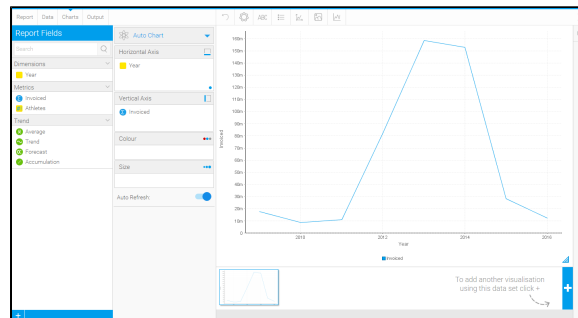 Report Data Charts Output
ABC
Report Fields
Search
Dimensions
Year
Metrics
Invoiced
Athletes
Trend
Average
Trend
Forecast
Accumulation
Auto Chart
Horizontal Axis
Year
Vertical Axis
Invoiced
Colour
Size
Auto Refresh:
160m
150m
140m
130m
120m
110m
100m
90m
80m
70m
60m
50m
40m
30m
20m
10m
0m
Invoiced
2010 2012 2014 2016
Year
Invoiced
To add another visualisation
using this data set click +